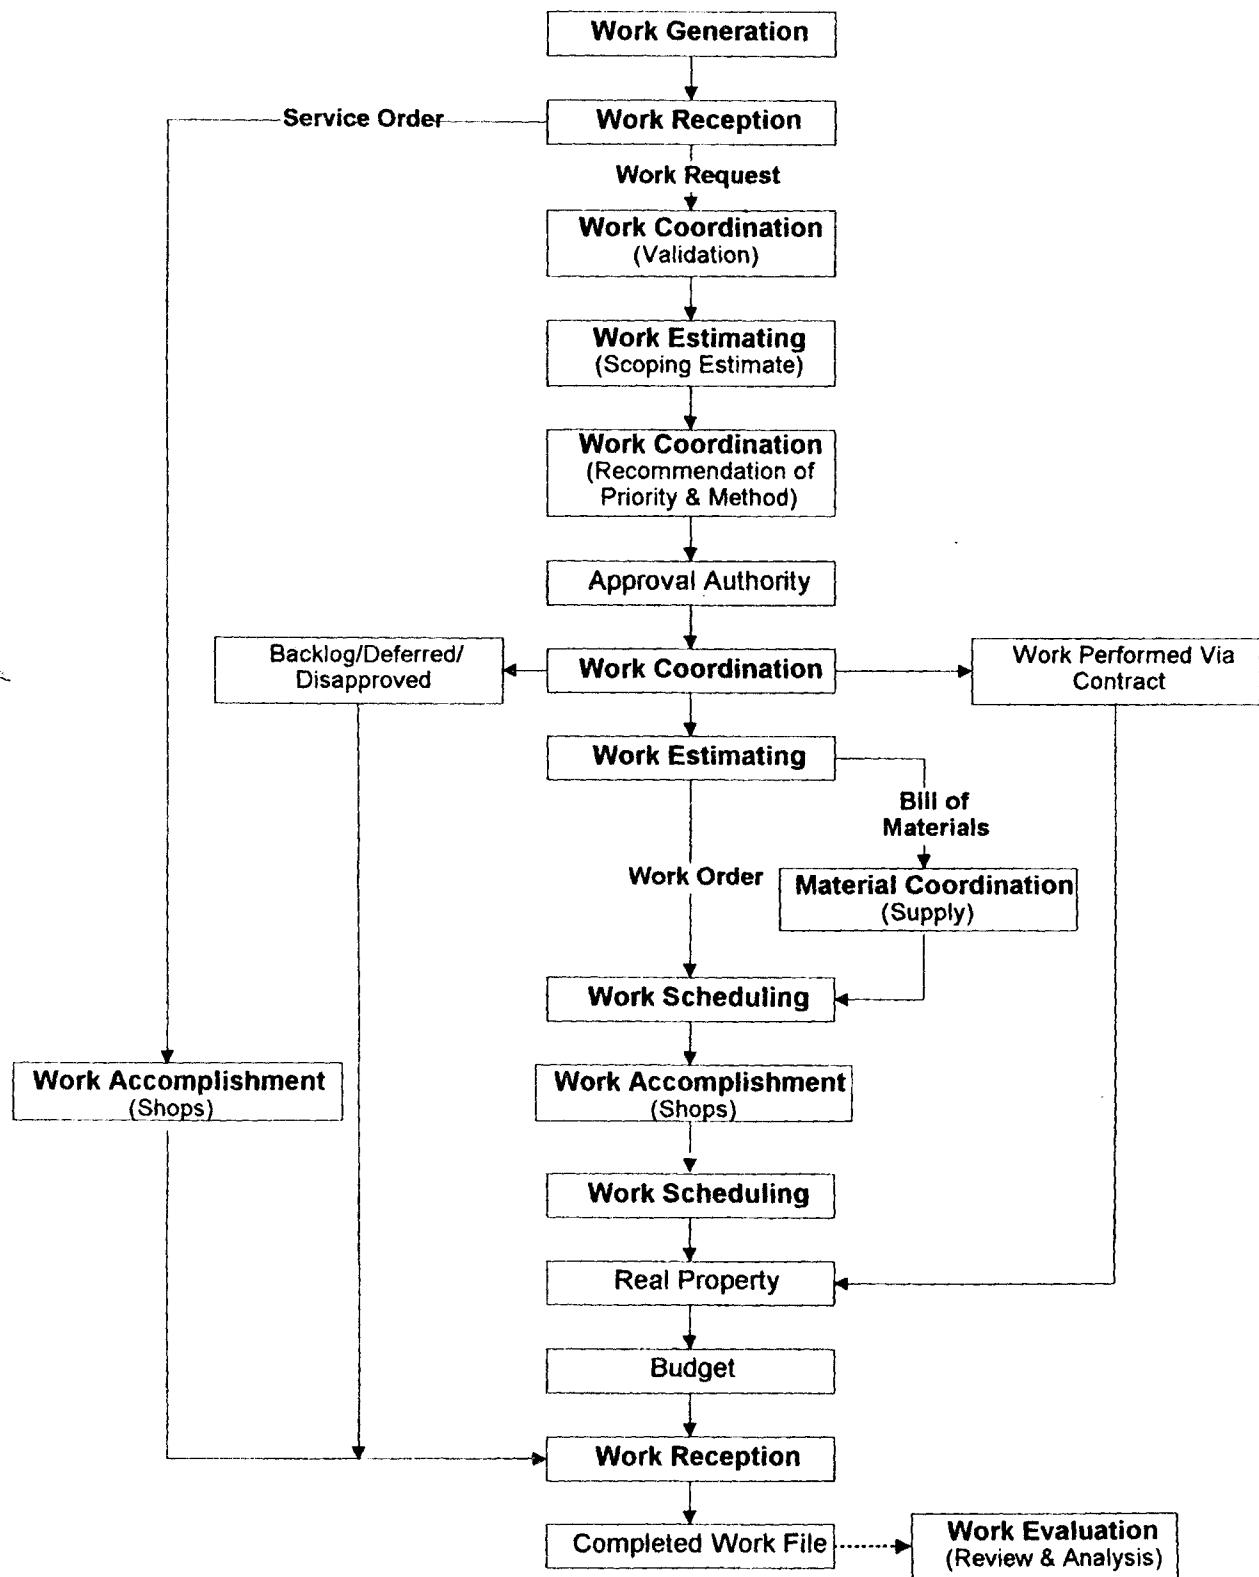 Work Generation
Service Order
Work Reception
Work Request
Work Coordination
(Validation)
Work Estimating
(Scoping Estimate)
Work Coordination
(Recommendation of
Priority & Method)
Approval Authority
Backlog/Deferred/
Disapproved
Work Coordination
Work Performed Via
Contract
Work Estimating
Bill of
Materials
Work Order
Material Coordination
(Supply)
Work Scheduling
Work Accomplishment
(Shops)
Work Accomplishment
(Shops)
Work Scheduling
Real Property
Budget
Work Reception
Completed Work File
Work Evaluation
(Review & Analysis)